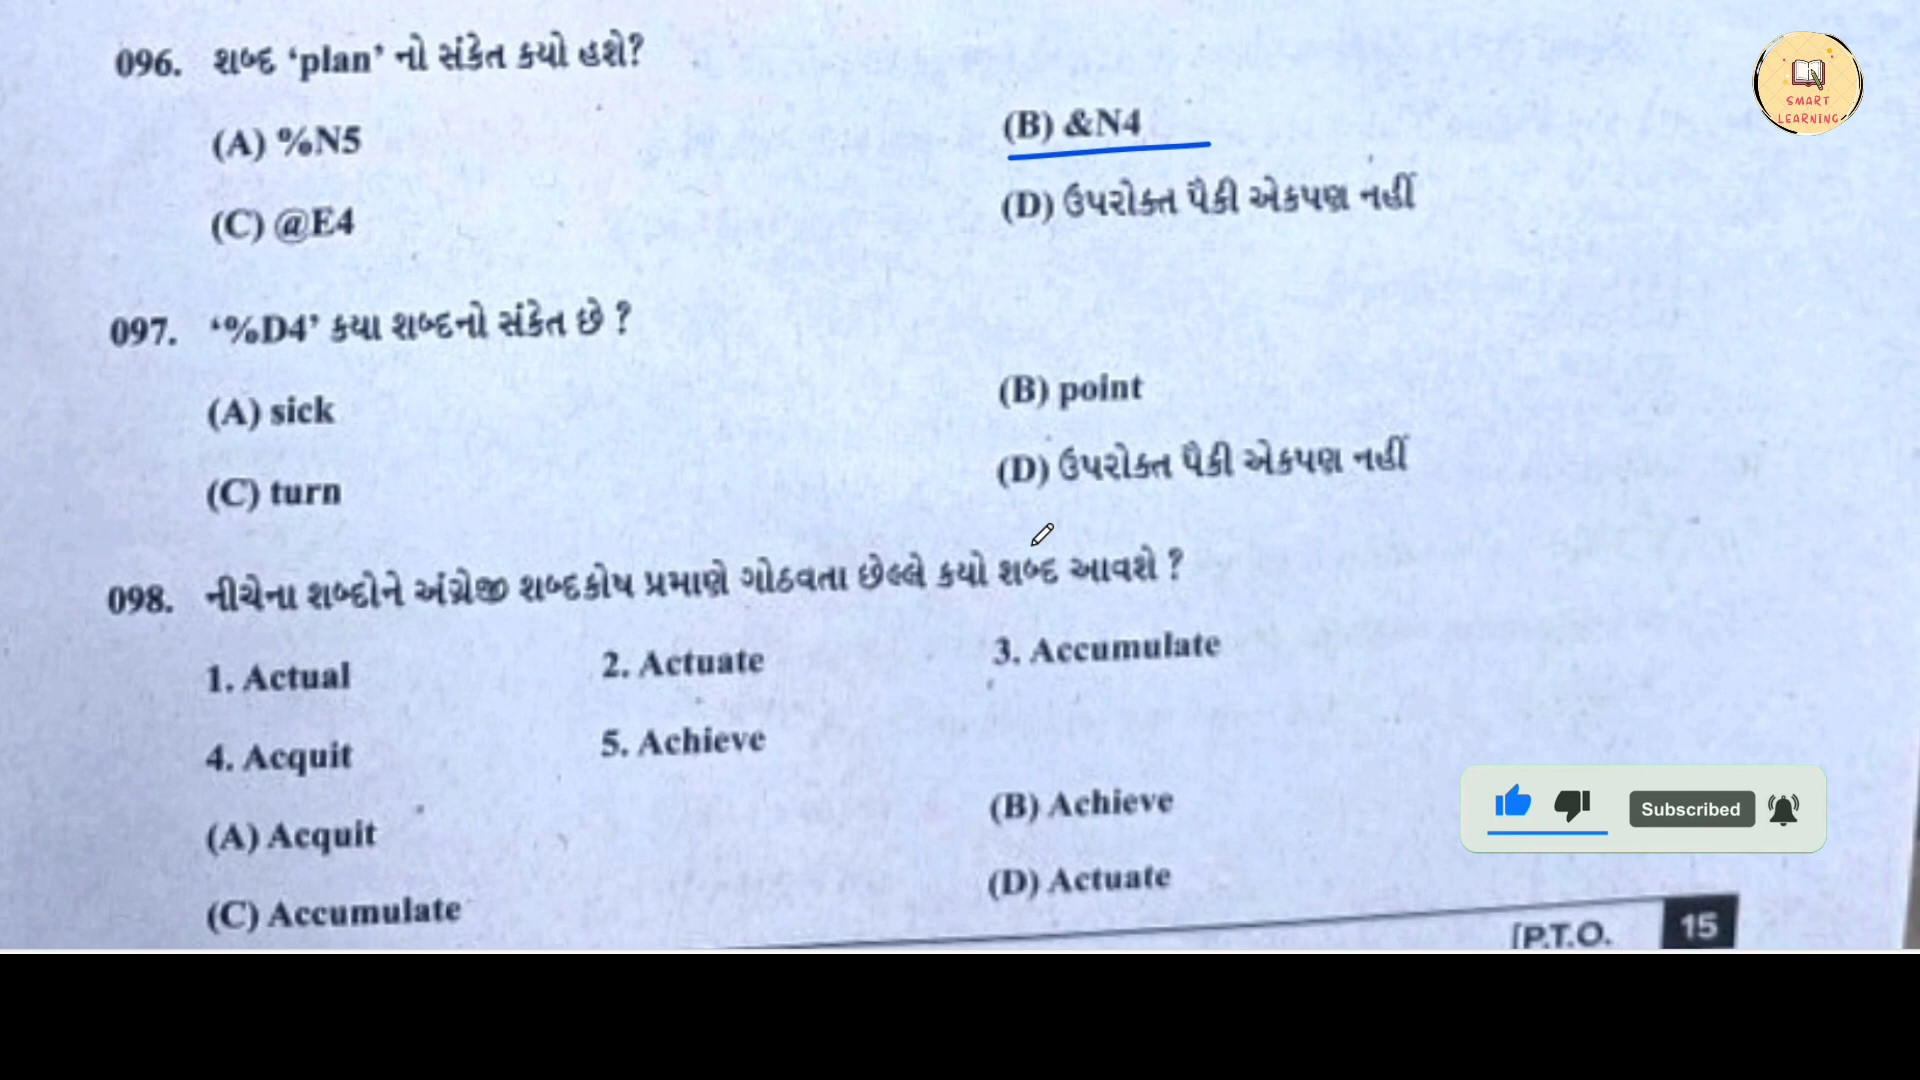 096. શબ્દ ‘plan’ નો સંકેત કયો હશે?
(A) %N5
(B) &N4
(C) @E4
(D) ઉપરોક્ત પૈકી એકપણ નહીં
097. ‘%D4’ કયા શબ્દનો સંકેત છે ?
(A) sick
(B) point
(C) turn
(D) ઉપરોક્ત પૈકી એકપણ નહીં
098. નીચેના શબ્દોને અંગ્રેજી શબ્દકોષ પ્રમાણે ગોઠવતા છેલ્લે કયો શબ્દ આવશે ?
1. Actual 2. Actuate 3. Accumulate
4. Acquit 5. Achieve
(A) Acquit
(B) Achieve
(C) Accumulate
(D) Actuate
[P.T.O. 15
SMART
LEARNING
Subscribed